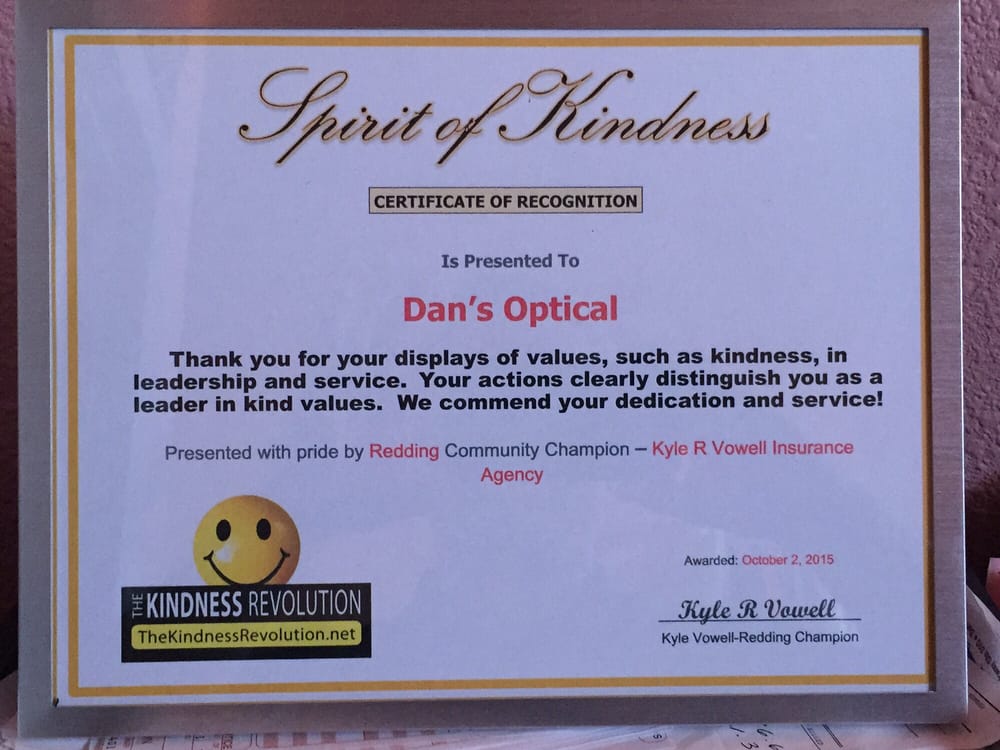 Spirit of Kindness
CERTIFICATE OF RECOGNITION
Is Presented To
Dan's Optical
Thank you for your displays of values, such as kindness, in
leadership and service.  Your actions clearly distinguish you as a
leader in kind values.  We commend your dedication and service!
Presented with pride by Redding Community Champion – Kyle R Vowell Insurance
Agency
THE KINDNESS REVOLUTION
TheKindnessRevolution.net
Awarded: October 2, 2015
Kyle R Vowell
Kyle Vowell-Redding Champion